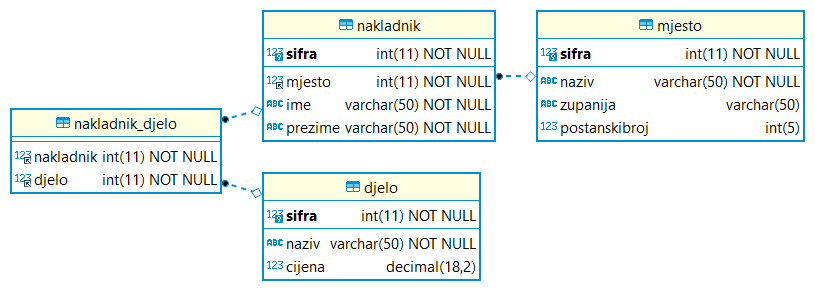 nakladnik
123 sifra int(11) NOT NULL
123 mjesto int(11) NOT NULL
ABC ime varchar(50) NOT NULL
ABC prezime varchar(50) NOT NULL
mjesto
123 sifra int(11) NOT NULL
ABC naziv varchar(50) NOT NULL
ABC zupanija varchar(50)
123 postanskibroj int(5)
nakladnik_djelo
123 nakladnik int(11) NOT NULL
123 djelo int(11) NOT NULL
djelo
123 sifra int(11) NOT NULL
ABC naziv varchar(50) NOT NULL
123 cijena decimal(18,2)